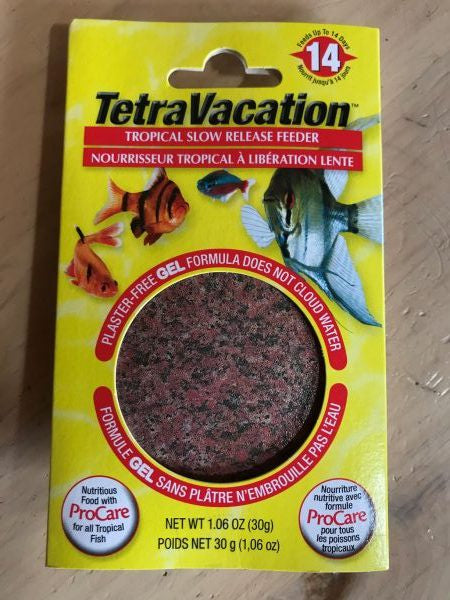 Feeds Up To 14 Days
14
Nourrit jusqu'à 14 jours
TetraVacation™
TROPICAL SLOW RELEASE FEEDER
NOURRISSEUR TROPICAL À LIBÉRATION LENTE
PLASTER-FREE GEL FORMULA DOES NOT CLOUD WATER
FORMULE GEL SANS PLÂTRE N'EMBROUILLE PAS L'EAU
Nutritious
Food with
ProCare
for all Tropical
Fish
NET WT 1.06 OZ (30g)
POIDS NET 30 g (1,06 oz)
Nourriture
nutritive avec
formule
ProCare
pour tous
les poissons
tropicaux